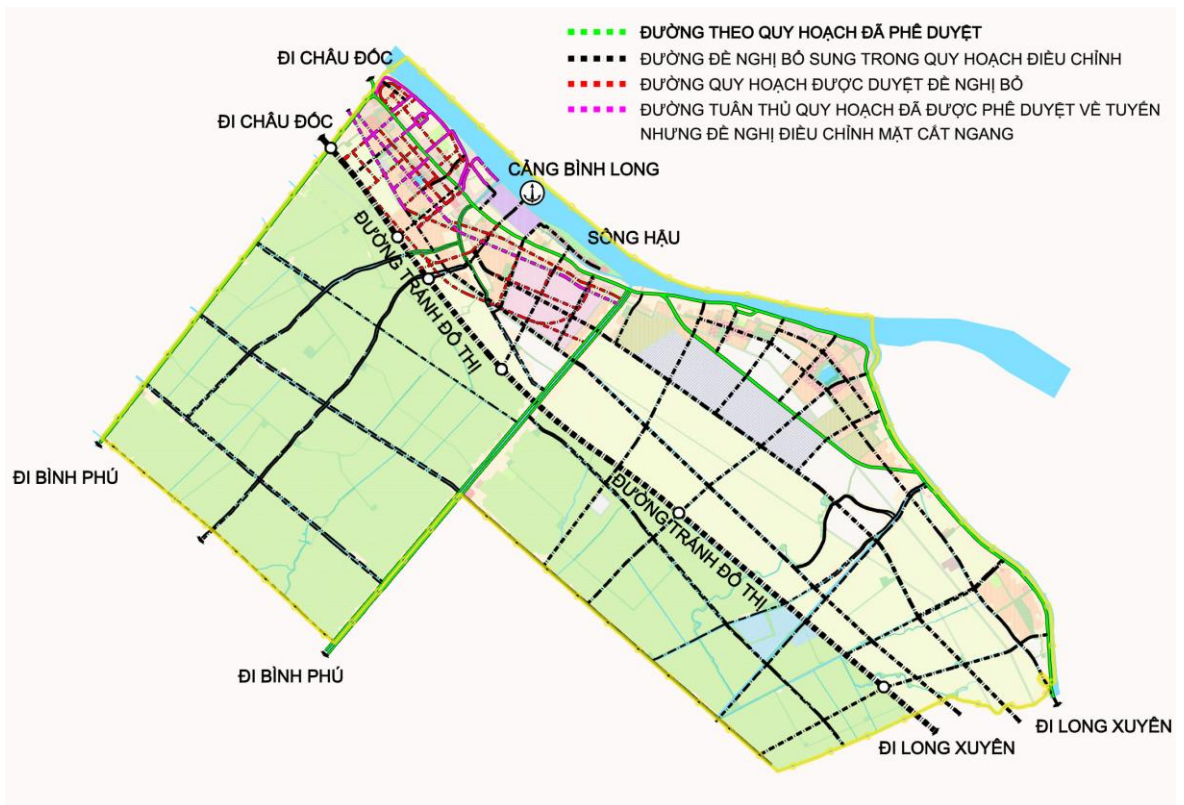 ĐƯỜNG THEO QUY HOẠCH ĐÃ PHÊ DUYỆT
ĐƯỜNG ĐỀ NGHỊ BỔ SUNG TRONG QUY HOẠCH ĐIỀU CHỈNH
ĐƯỜNG QUY HOẠCH ĐƯỢC DUYỆT ĐỀ NGHỊ BỎ
ĐƯỜNG TUÂN THỦ QUY HOẠCH ĐÃ ĐƯỢC PHÊ DUYỆT VỀ TUYẾN
NHƯNG ĐỀ NGHỊ ĐIỀU CHỈNH MẶT CẮT NGANG
ĐI CHÂU ĐỐC
ĐI CHÂU ĐỐC
CẢNG BÌNH LONG
SÔNG HẬU
ĐƯỜNG TRÁNH ĐÔ THỊ
ĐI BÌNH PHÚ
ĐƯỜNG TRÁNH ĐÔ THỊ
ĐI BÌNH PHÚ
ĐI LONG XUYÊN
ĐI LONG XUYÊN